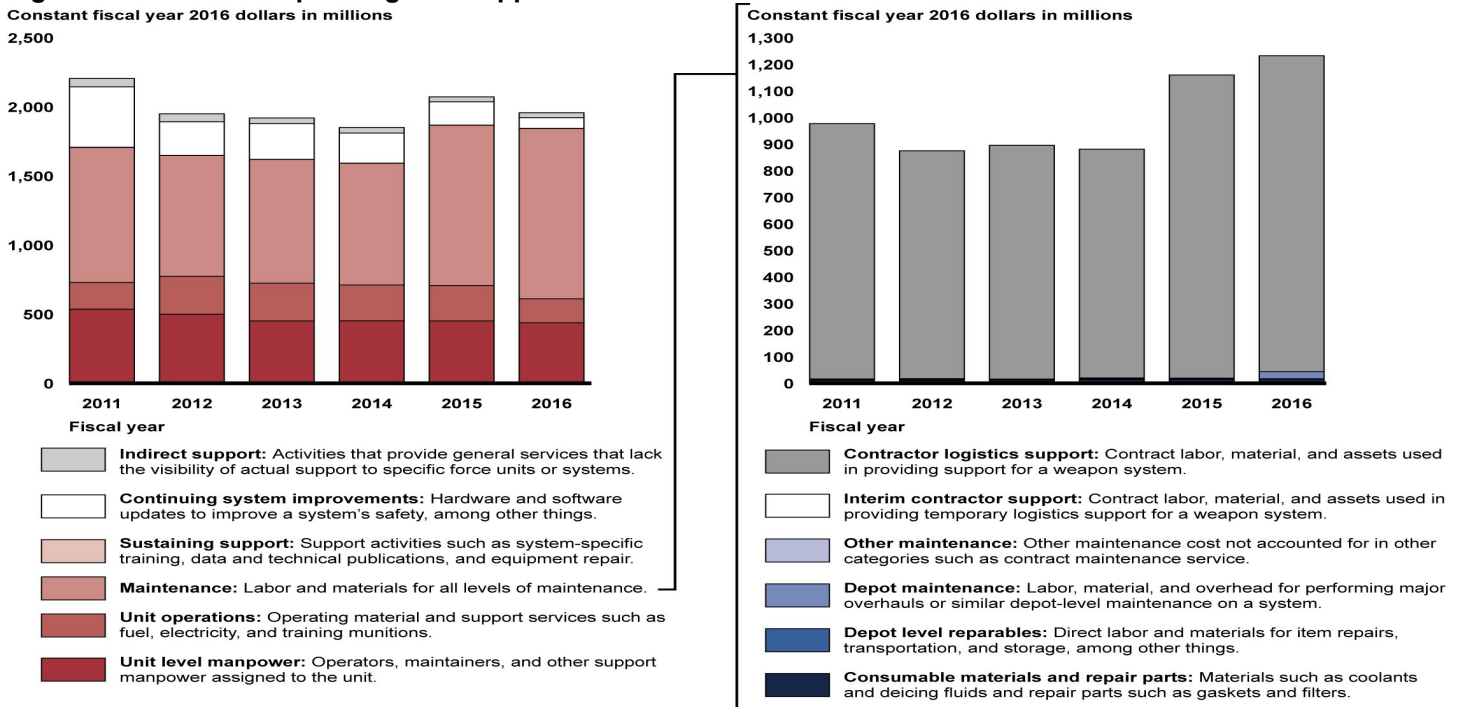 Constant fiscal year 2016 dollars in millions
2,500
2,000
1,500
1,000
500
0
2011 2012 2013 2014 2015 2016
Fiscal year
Indirect support: Activities that provide general services that lack
the visibility of actual support to specific force units or systems.
Continuing system improvements: Hardware and software
updates to improve a system's safety, among other things.
Sustaining support: Support activities such as system-specific
training, data and technical publications, and equipment repair.
Maintenance: Labor and materials for all levels of maintenance.
Unit operations: Operating material and support services such as
fuel, electricity, and training munitions.
Unit level manpower: Operators, maintainers, and other support
manpower assigned to the unit.
Constant fiscal year 2016 dollars in millions
1,300
1,200
1,100
1,000
900
800
700
600
500
400
300
200
100
0
2011 2012 2013 2014 2015 2016
Fiscal year
Contractor logistics support: Contract labor, material, and assets used
in providing support for a weapon system.
Interim contractor support: Contract labor, material, and assets used in
providing temporary logistics support for a weapon system.
Other maintenance: Other maintenance cost not accounted for in other
categories such as contract maintenance service.
Depot maintenance: Labor, material, and overhead for performing major
overhauls or similar depot-level maintenance on a system.
Depot level reparables: Direct labor and materials for item repairs,
transportation, and storage, among other things.
Consumable materials and repair parts: Materials such as coolants
and deicing fluids and repair parts such as gaskets and filters.